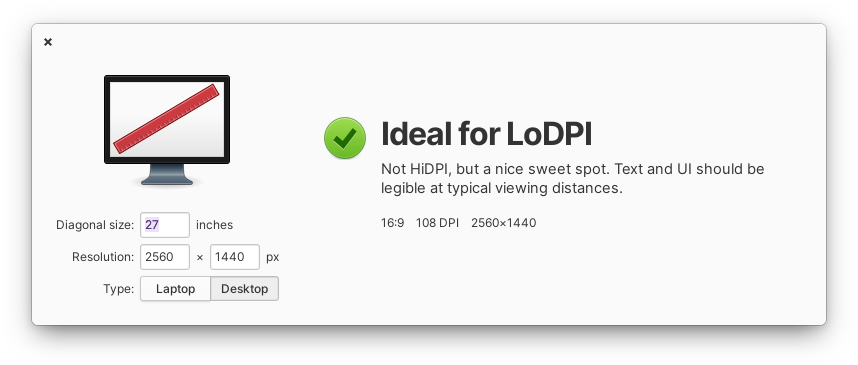 Diagonal size: 27 inches
Resolution: 2560 × 1440 px
Type: Laptop Desktop
Ideal for LoDPI
Not HiDPI, but a nice sweet spot. Text and UI should be
legible at typical viewing distances.
16:9 108 DPI 2560×1440